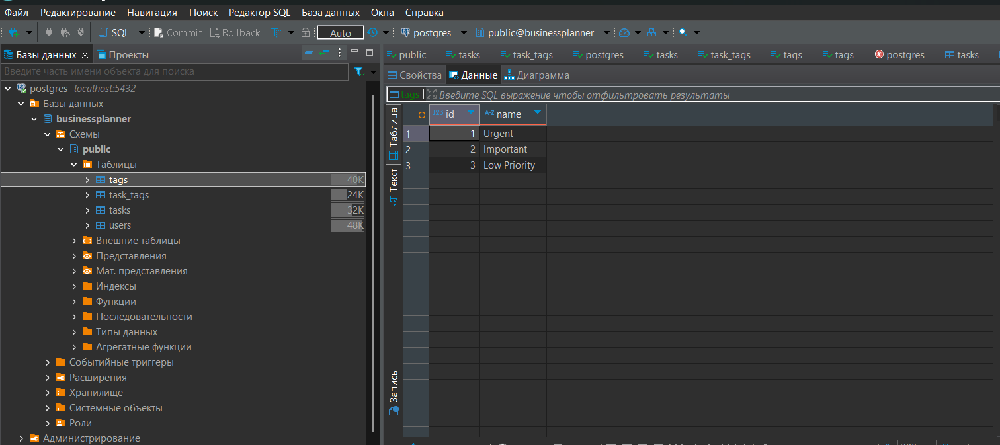 Файл Редактирование Навигация Поиск Редактор SQL База данных Окна Справка
SQL Commit Rollback Auto postgres public@businessplanner
Базы данных Проекты
Введите часть имени объекта для поиска
postgres localhost:5432
Базы данных
businessplanner
Схемы
public
Таблицы
tags 40K
task_tags 24K
tasks 32K
users 48K
Внешние таблицы
Представления
Мат. представления
Индексы
Функции
Последовательности
Типы данных
Агрегатные функции
Событийные триггеры
Расширения
Хранилище
Системные объекты
Роли
Администрирование
public tasks task_tags postgres tasks task_tags tags tags postgres tasks
Свойства Данные Диаграмма
tags Введите SQL выражение чтобы отфильтровать результаты
Таблица
Текст
Запись
123 id A-Z name
1 1 Urgent
2 2 Important
3 3 Low Priority